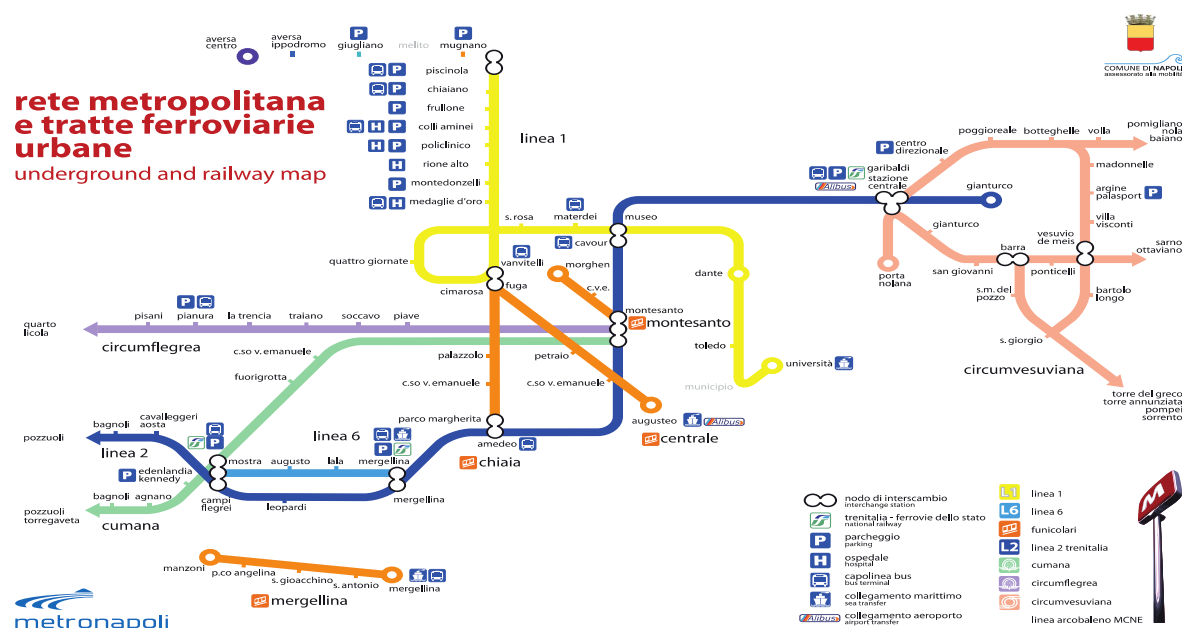 aversa
centro
aversa
ippodromo
P
giugliano
melito
P
mugnano
COMUNE DI NAPOLI
assessorato alla mobilità
rete metropolitana
e tratte ferroviarie
urbane
underground and railway map
P
piscinola
P
chiaiano
P
frullone
H P
colli aminei
H P
policlinico
H
rione alto
P
montedonzelli
H
medaglie d'oro
linea 1
s. rosa
materdei
museo
cavour
quattro giornate
vanvitelli
cimarosa
fuga
morghen
c.v.e.
dante
toledo
municipio
università
P
centro
direzionale
P
Alibus
garibaldi
stazione
centrale
gianturco
poggioreale
botteghelle
volla
pomigliano
nola
baiano
madonnelle
argine
palasport
P
villa
visconti
vesuvio
de meis
gianturco
barra
san giovanni
ponticelli
sarno
ottaviano
porta
nolana
s.m. del
pozzo
bartolo
longo
s. giorgio
circumvesuviana
torre del greco
torre annunziata
pompei
sorrento
quarto
licola
P
pisani
pianura
la trencia
traiano
soccavo
piave
circumflegrea
montesanto
montesanto
c.so v. emanuele
fuorigrotta
palazzolo
c.so v. emanuele
petraio
c.so v. emanuele
parco margherita
amedeo
chiaia
augusteo
Alibus
centrale
pozzuoli
bagnoli
cavalleggeri
aosta
linea 2
P
P
edenlandia
kennedy
linea 6
P
mostra
augusto
lala
mergellina
campi
flegrei
leopardi
mergellina
bagnoli
agnano
pozzuoli
torregaveta
cumana
manzoni
p.co angelina
s. gioacchino
s. antonio
mergellina
mergellina
metronapoli
nodo di interscambio
interchange station
trenitalia - ferrovie dello stato
national railway
P
parcheggio
parking
H
ospedale
hospital
capolinea bus
bus terminal
collegamento marittimo
sea transfer
Alibus
collegamento aeroporto
airport transfer
L1
linea 1
L6
linea 6
funicolari
L2
linea 2 trenitalia
cumana
circumflegrea
circumvesuviana
linea arcobaleno MCNE
M